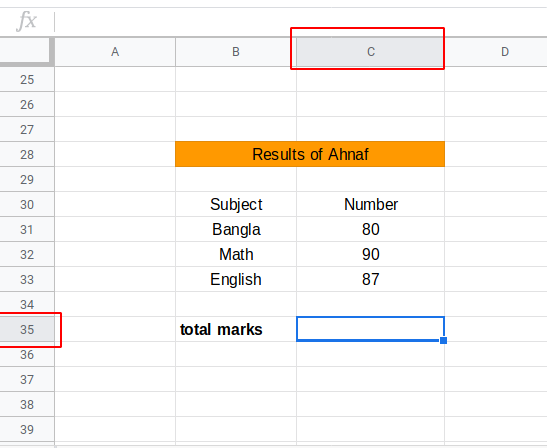 fx
A B C D
25
26
27
28 Results of Ahnaf
29
30 Subject Number
31 Bangla 80
32 Math 90
33 English 87
34
35 total marks
36
37
38
39